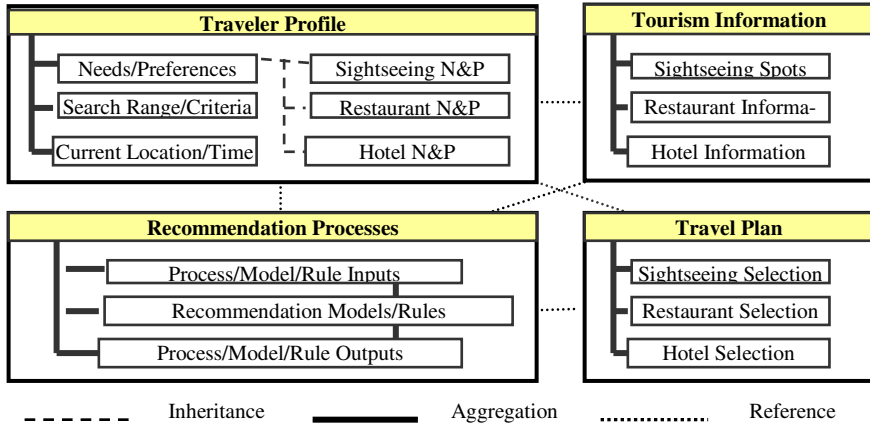 Traveler Profile
Needs/Preferences
Search Range/Criteria
Current Location/Time
Sightseeing N&P
Restaurant N&P
Hotel N&P
Tourism Information
Sightseeing Spots
Restaurant Informa-
Hotel Information
Recommendation Processes
Process/Model/Rule Inputs
Recommendation Models/Rules
Process/Model/Rule Outputs
Travel Plan
Sightseeing Selection
Restaurant Selection
Hotel Selection
Inheritance
Aggregation
Reference